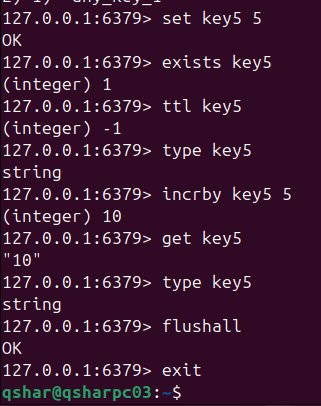 127.0.0.1:6379> set key5 5
OK
127.0.0.1:6379> exists key5
(integer) 1
127.0.0.1:6379> ttl key5
(integer) -1
127.0.0.1:6379> type key5
string
127.0.0.1:6379> incrby key5 5
(integer) 10
127.0.0.1:6379> get key5
"10"
127.0.0.1:6379> type key5
string
127.0.0.1:6379> flushall
OK
127.0.0.1:6379> exit
qshar@qsharpc03:~$